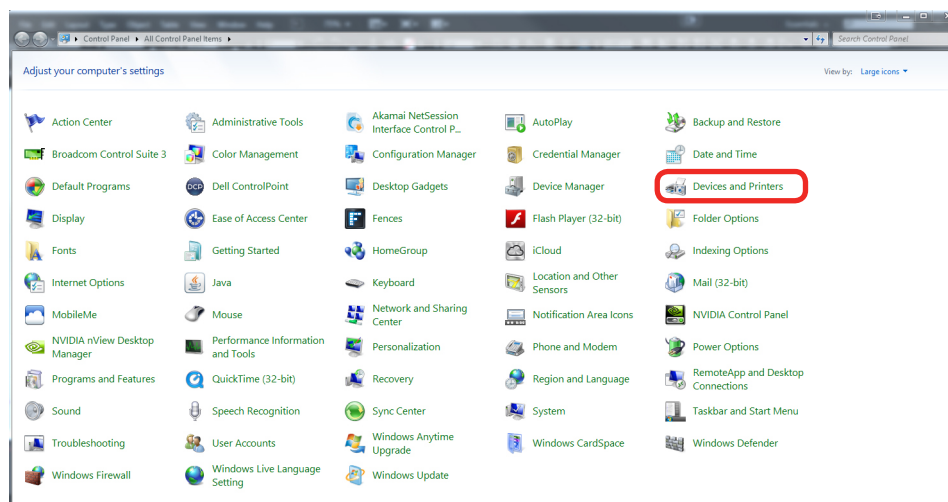 Control Panel ▸ All Control Panel Items ▸
Search Control Panel
Adjust your computer's settings
View by: Large icons
Action Center
Administrative Tools
Akamai NetSession
Interface Control P...
AutoPlay
Backup and Restore
Broadcom Control Suite 3
Color Management
Configuration Manager
Credential Manager
Date and Time
Default Programs
DCP
Dell ControlPoint
Desktop Gadgets
Device Manager
Devices and Printers
Display
Ease of Access Center
Fences
Flash Player (32-bit)
Folder Options
Fonts
Getting Started
HomeGroup
iCloud
Indexing Options
Internet Options
Java
Keyboard
Location and Other
Sensors
Mail (32-bit)
MobileMe
Mouse
Network and Sharing
Center
Notification Area Icons
NVIDIA Control Panel
NVIDIA nView Desktop
Manager
Performance Information
and Tools
Personalization
Phone and Modem
Power Options
Programs and Features
QuickTime (32-bit)
Recovery
Region and Language
RemoteApp and Desktop
Connections
Sound
Speech Recognition
Sync Center
System
Taskbar and Start Menu
Troubleshooting
User Accounts
Windows Anytime
Upgrade
Windows CardSpace
Windows Defender
Windows Firewall
Windows Live Language
Setting
Windows Update